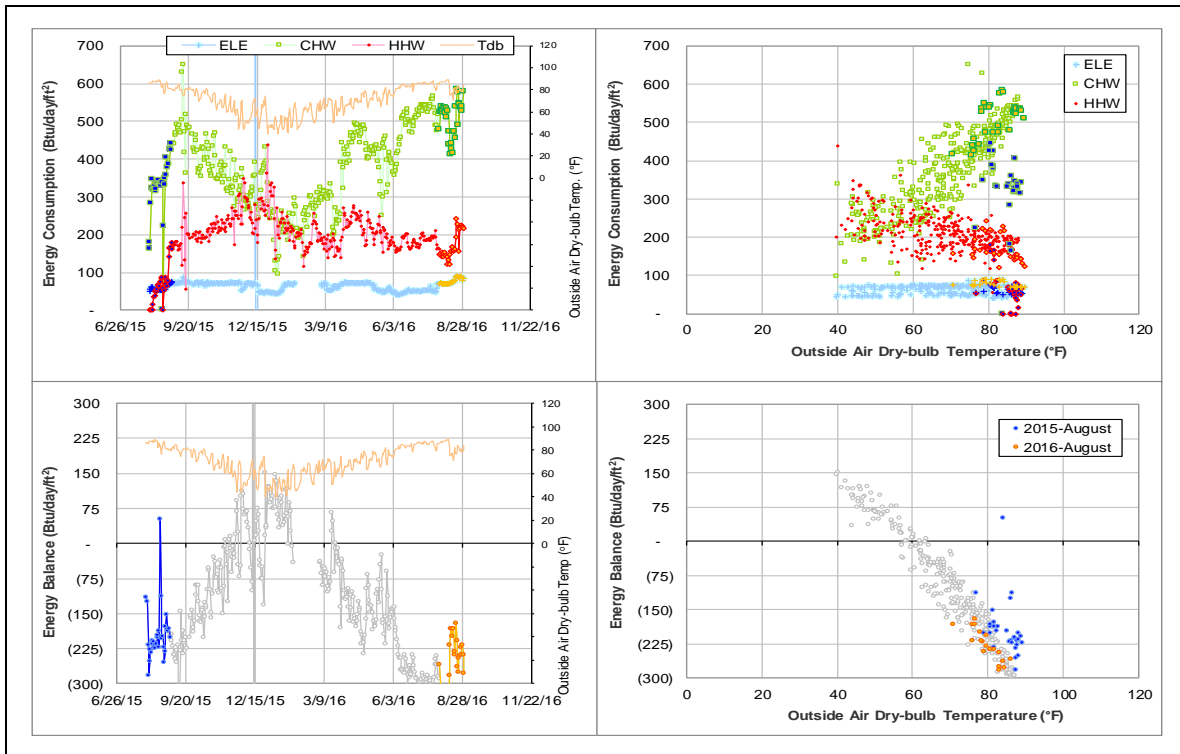 ELE CHW HHW Tdb
700
600
500
400
300
200
100
-
120
100
80
60
40
20
0
Energy Consumption (Btu/day/ft²)
Outside Air Dry-bulb Temp. (°F)
6/26/15 9/20/15 12/15/15 3/9/16 6/3/16 8/28/16 11/22/16
ELE
CHW
HHW
700
600
500
400
300
200
100
-
Energy Consumption (Btu/day/ft²)
0 20 40 60 80 100 120
Outside Air Dry-bulb Temperature (°F)
300
225
150
75
-
(75)
(150)
(225)
(300)
120
100
80
60
40
20
0
Energy Balance (Btu/day/ft²)
Outside Air Dry-bulb Temp (°F)
6/26/15 9/20/15 12/15/15 3/9/16 6/3/16 8/28/16 11/22/16
2015-August
2016-August
300
225
150
75
-
(75)
(150)
(225)
(300)
Energy Balance (Btu/day/ft²)
0 20 40 60 80 100 120
Outside Air Dry-bulb Temperature (°F)